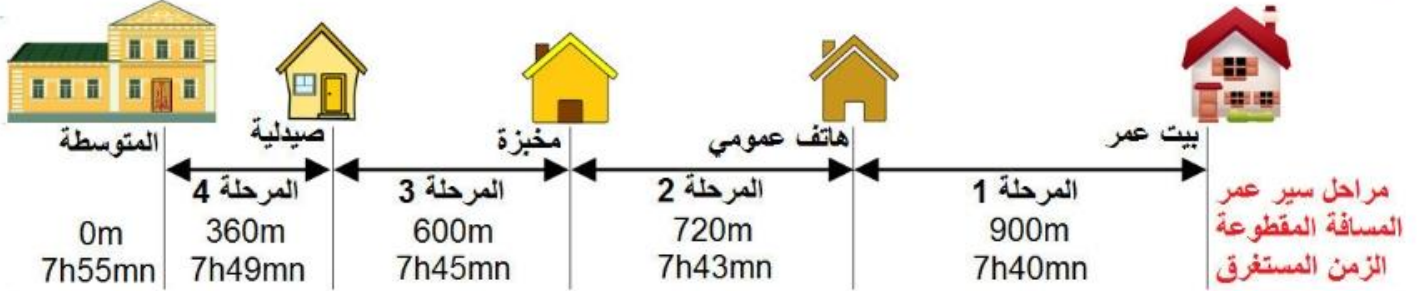 بيت عمر هاتف عمومي مخبزة صيدلية المتوسطة
مراحل سير عمر المرحلة 1 المرحلة 2 المرحلة 3 المرحلة 4
المسافة المقطوعة 900m 720m 600m 360m 0m
الزمن المستغرق 7h40mn 7h43mn 7h45mn 7h49mn 7h55mn